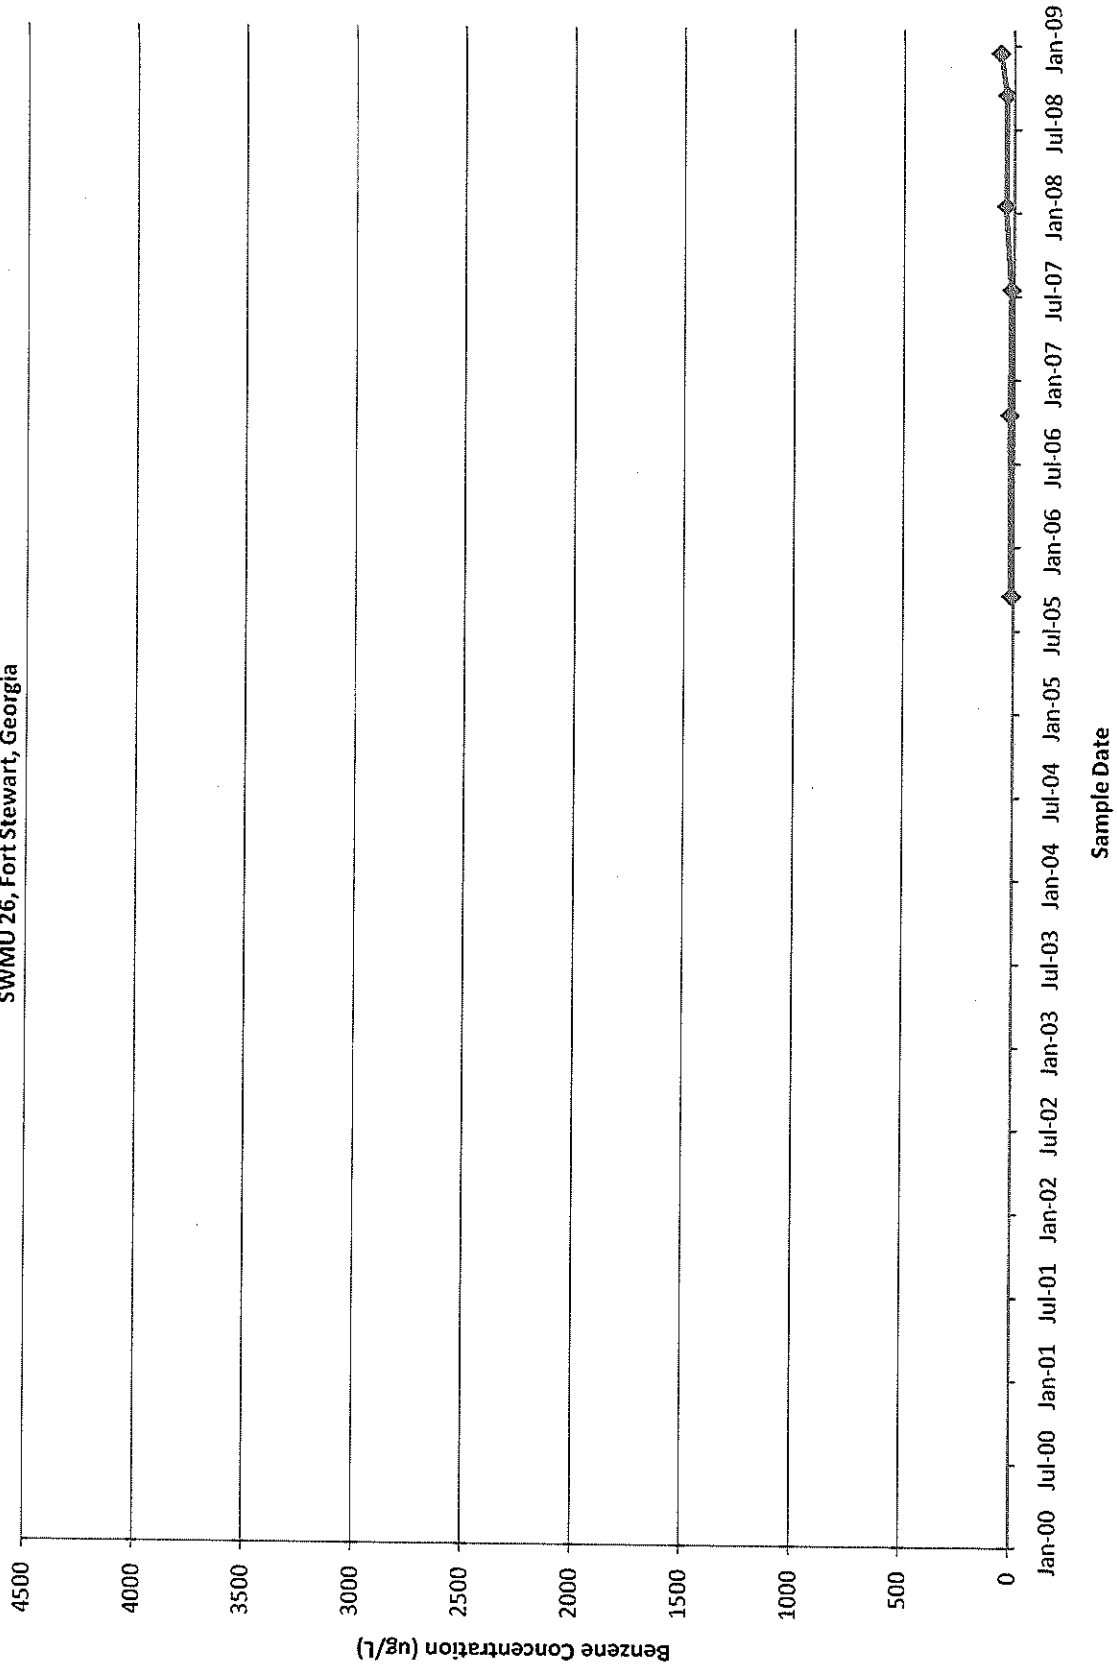 SWMU 26, Fort Stewart, Georgia
Benzene Concentration (ug/L)
4500
4000
3500
3000
2500
2000
1500
1000
500
0
Jan-00 Jul-00 Jan-01 Jul-01 Jan-02 Jul-02 Jan-03 Jul-03 Jan-04 Jul-04 Jan-05 Jul-05 Jan-06 Jul-06 Jan-07 Jul-07 Jan-08 Jul-08 Jan-09
Sample Date